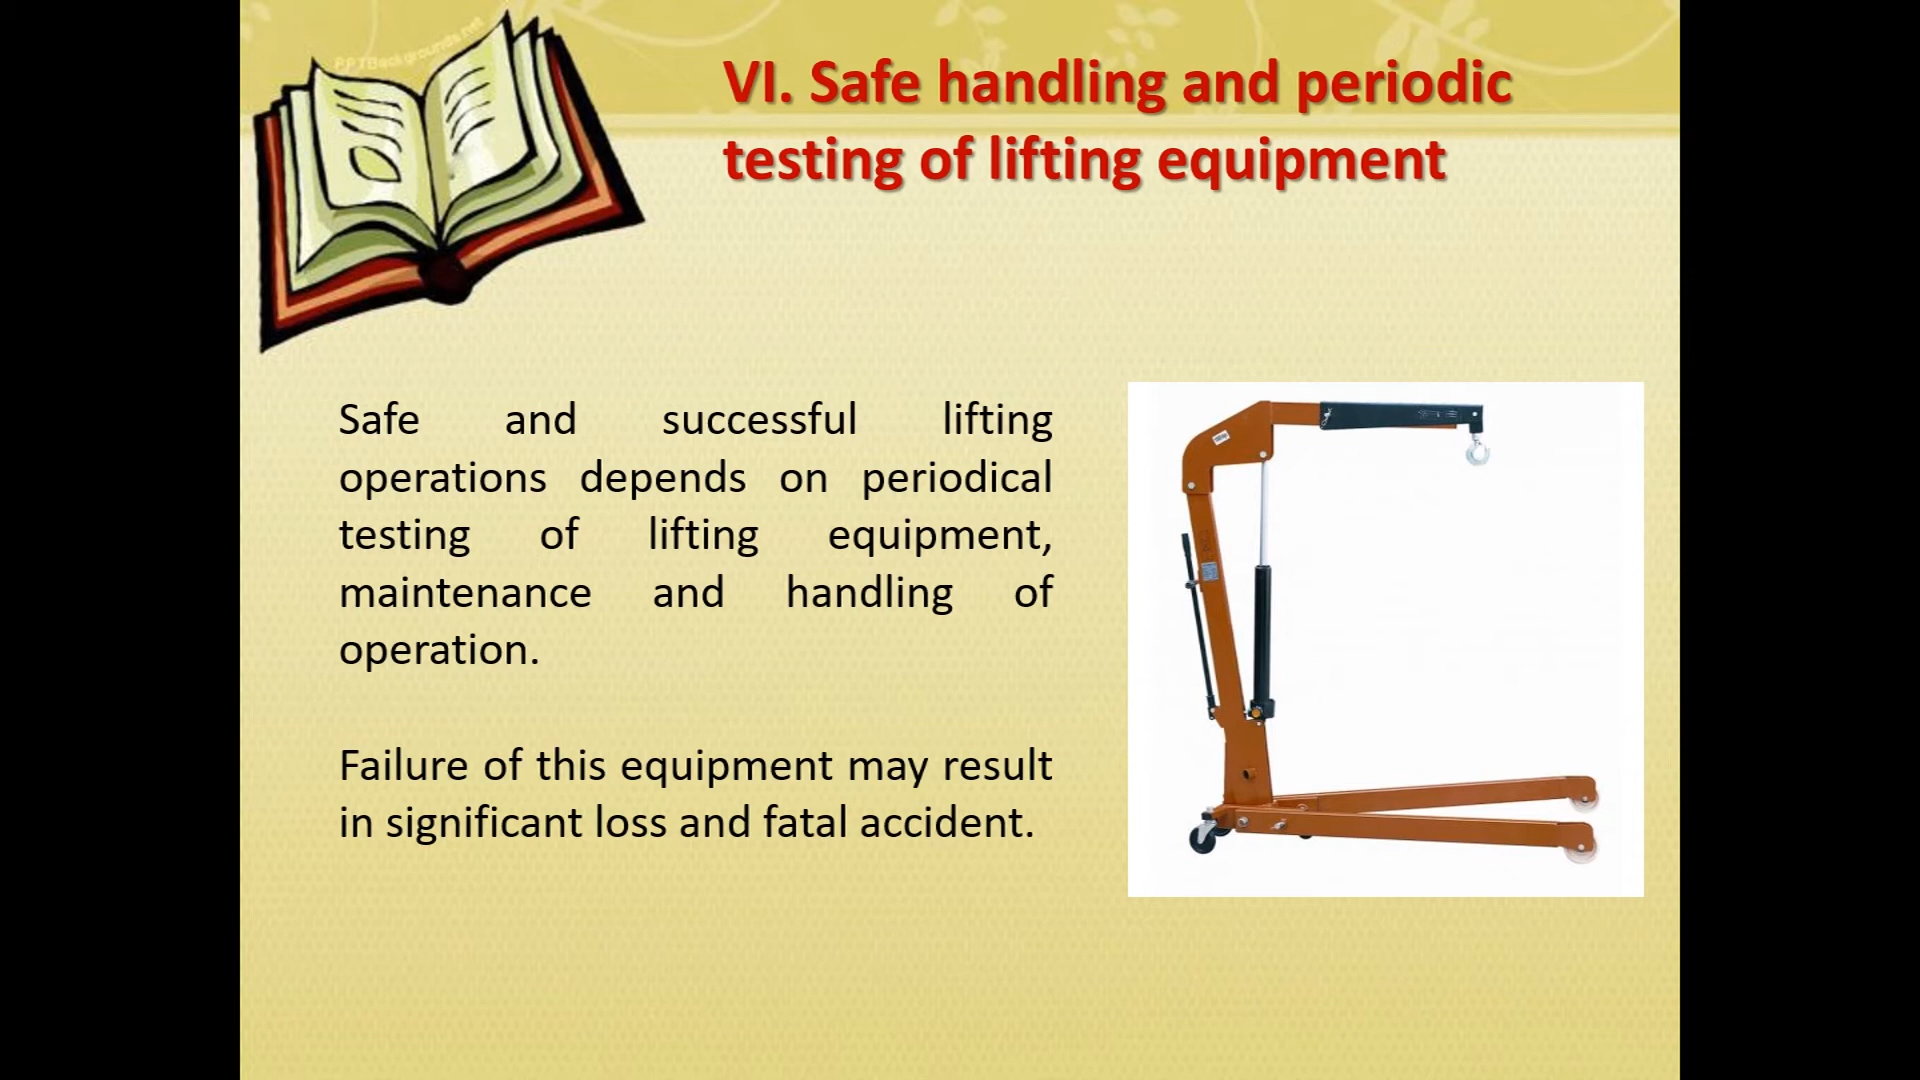 PPTBackgrounds.net
VI. Safe handling and periodic
testing of lifting equipment
Safe and successful lifting
operations depends on periodical
testing of lifting equipment,
maintenance and handling of
operation.
Failure of this equipment may result
in significant loss and fatal accident.